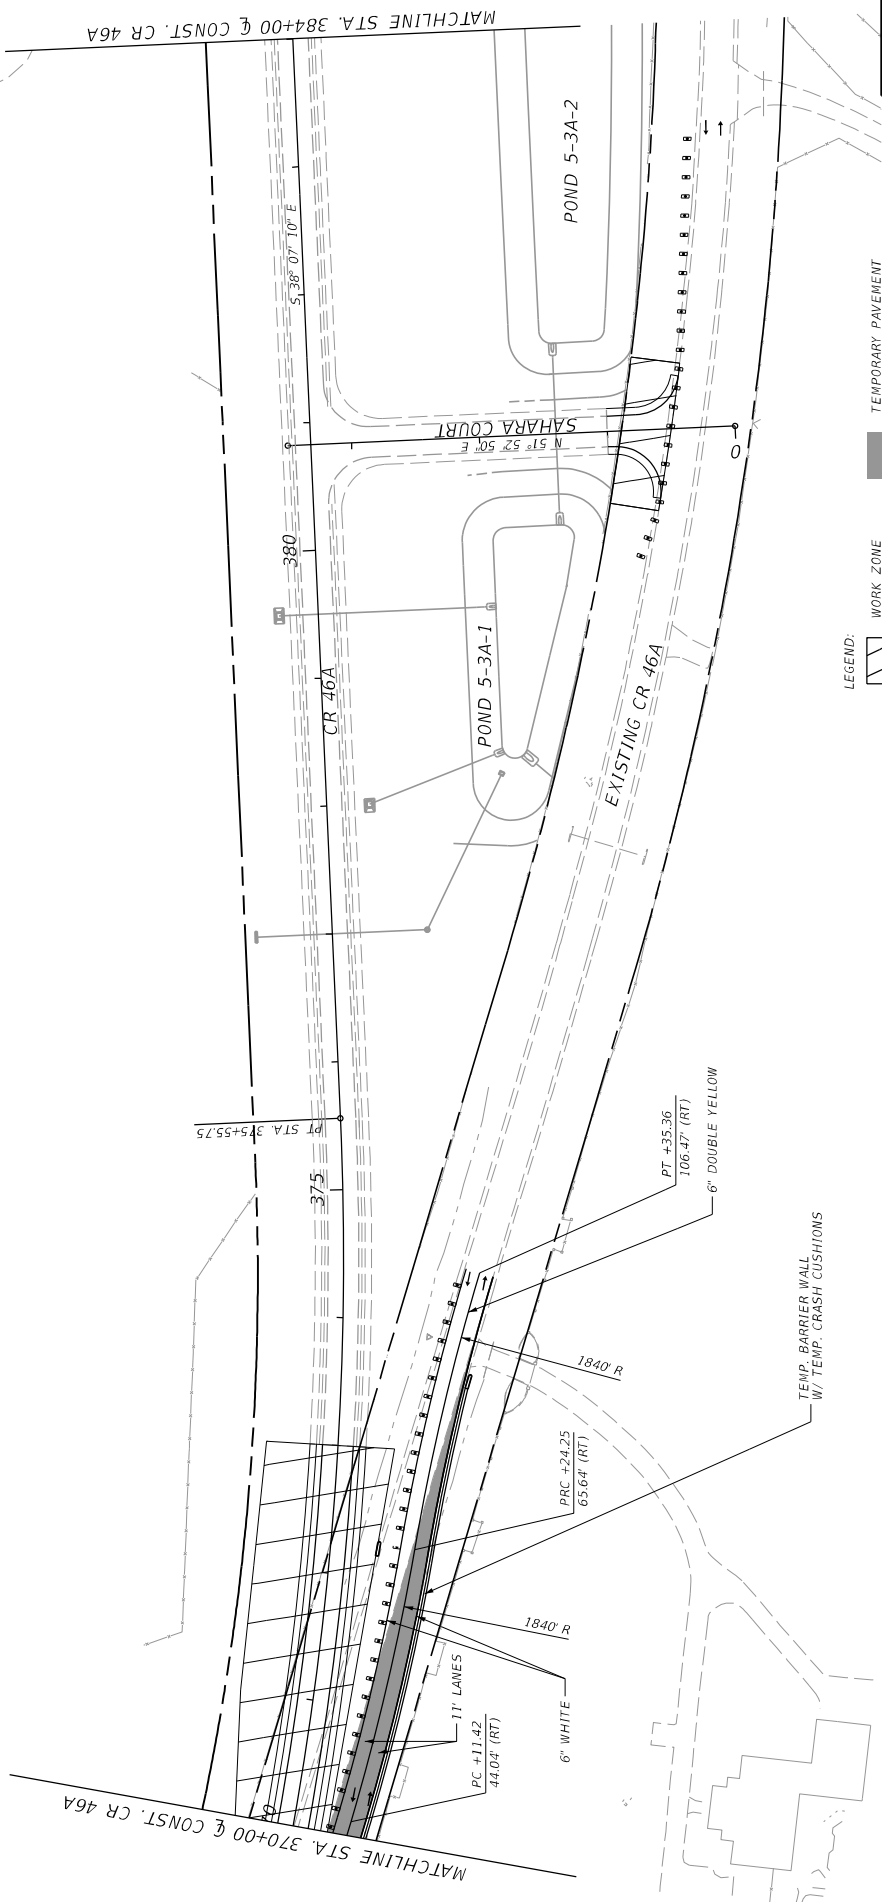 MATCHLINE STA. 384+00 ℄ CONST. CR 46A
POND 5-3A-2
S 38° 07' 10" E
TEMPORARY PAVEMENT
SAHARA COURT
N 51° 52' 50" E
0
380
WORK ZONE
LEGEND:
POND 5-3A-1
CR 46A
EXISTING CR 46A
PT STA. 375+55.75
375
PT +35.36
106.47' (RT)
6" DOUBLE YELLOW
TEMP. BARRIER WALL
W/ TEMP. CRASH CUSHIONS
1840' R
PRC +24.25
65.64' (RT)
1840' R
11' LANES
6" WHITE
PC +11.42
44.04' (RT)
MATCHLINE STA. 370+00 ℄ CONST. CR 46A